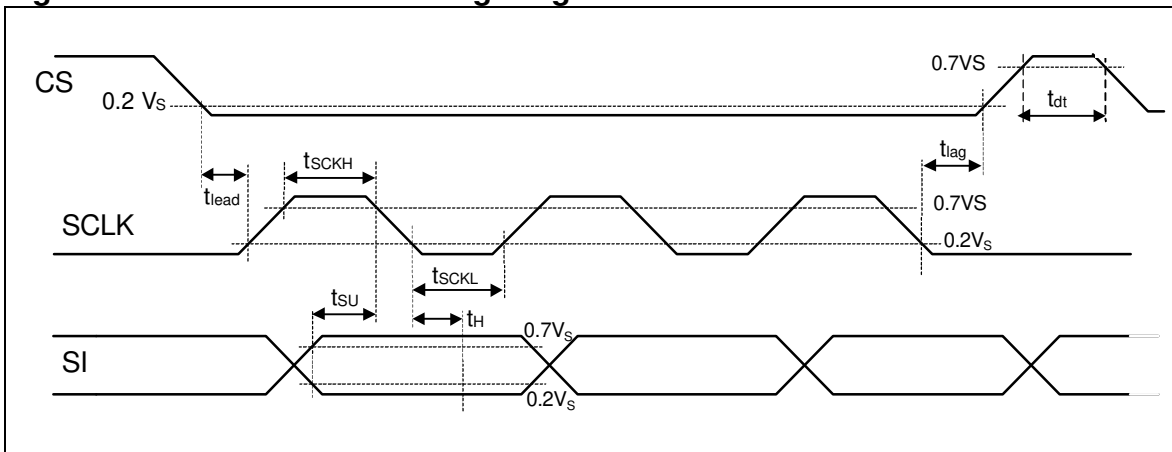 CS
0.2 VS
0.7VS
tdt
tSCKH
tlag
tlead
0.7VS
SCLK
0.2VS
tSCKL
tSU
tH
0.7VS
SI
0.2VS